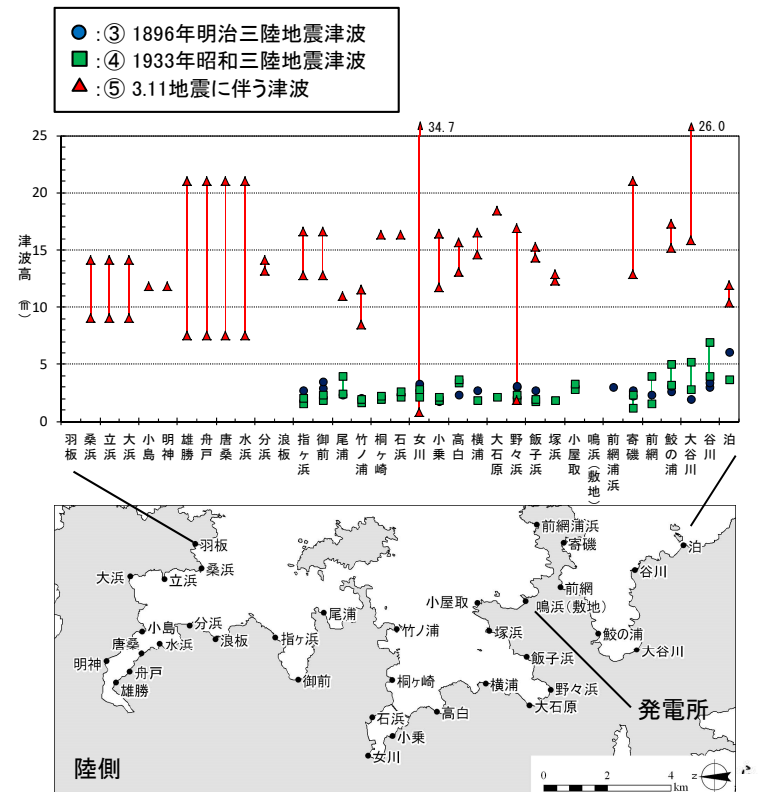 ● :③ 1896年明治三陸地震津波
■ :④ 1933年昭和三陸地震津波
▲ :⑤ 3.11地震に伴う津波
34.7
26.0
25
20
15
10
5
0
津波高(m)
羽板
桑浜
立浜
大浜
小島
明神
雄勝
舟戸
唐桑
水浜
分浜
浪板
指ヶ浜
御前
尾浦
竹ノ浦
桐ヶ崎
石浜
女川
小乗
高白
横浦
大石原
野々浜
飯子浜
塚浜
小屋取
鳴浜(敷地)
前網浦浜
寄磯
前網
鮫の浦
大谷川
谷川
泊
前網浦浜
羽板
寄磯
泊
桑浜
大浜
立浜
谷川
前網
小屋取
鳴浜(敷地)
尾浦
小島
分浜
竹ノ浦
塚浜
鮫の浦
唐桑
水浜
浪板
指ヶ浜
大谷川
明神
飯子浜
舟戸
御前
桐ヶ崎
横浦
野々浜
雄勝
大石原
発電所
石浜
高白
小乗
女川
陸側
0 2 4
km
z